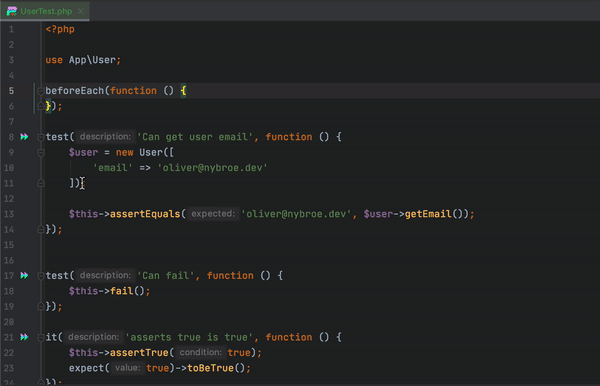 UserTest.php
1 <?php
2
3 use App\User;
4
5 beforeEach(function () {
6 });
7
8 test( description: 'Can get user email', function () {
9 $user = new User([
10 'email' => 'oliver@nybroe.dev'
11 ]);
12
13 $this->assertEquals( expected: 'oliver@nybroe.dev', $user->getEmail());
14 });
15
16
17 test( description: 'Can fail', function () {
18 $this->fail();
19 });
20
21 it( description: 'asserts true is true', function () {
22 $this->assertTrue( condition: true);
23 expect( value: true)->toBeTrue();
});